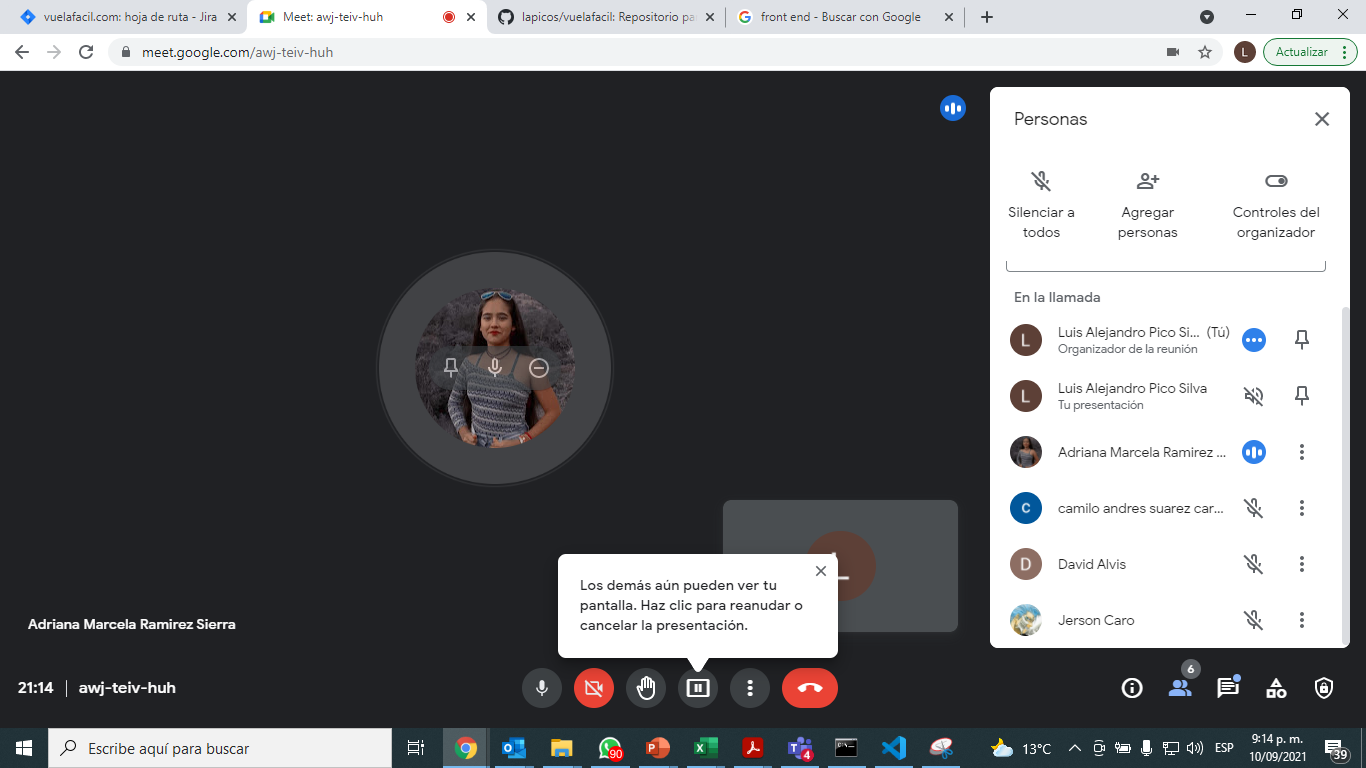 vuelafacil.com: hoja de ruta - Jira
Meet: awj-teiv-huh
lapicos/vuelafacil: Repositorio pa
front end - Buscar con Google
meet.google.com/awj-teiv-huh
L
Actualizar
Personas
Silenciar a
todos
Agregar
personas
Controles del
organizador
En la llamada
L
Luis Alejandro Pico Si... (Tú)
Organizador de la reunión
L
Luis Alejandro Pico Silva
Tu presentación
Adriana Marcela Ramirez ...
c
camilo andres suarez car...
D
David Alvis
Jerson Caro
Los demás aún pueden ver tu
pantalla. Haz clic para reanudar o
cancelar la presentación.
Adriana Marcela Ramirez Sierra
21:14 | awj-teiv-huh
6
Escribe aquí para buscar
90
4
13°C
ESP
9:14 p. m.
10/09/2021
39